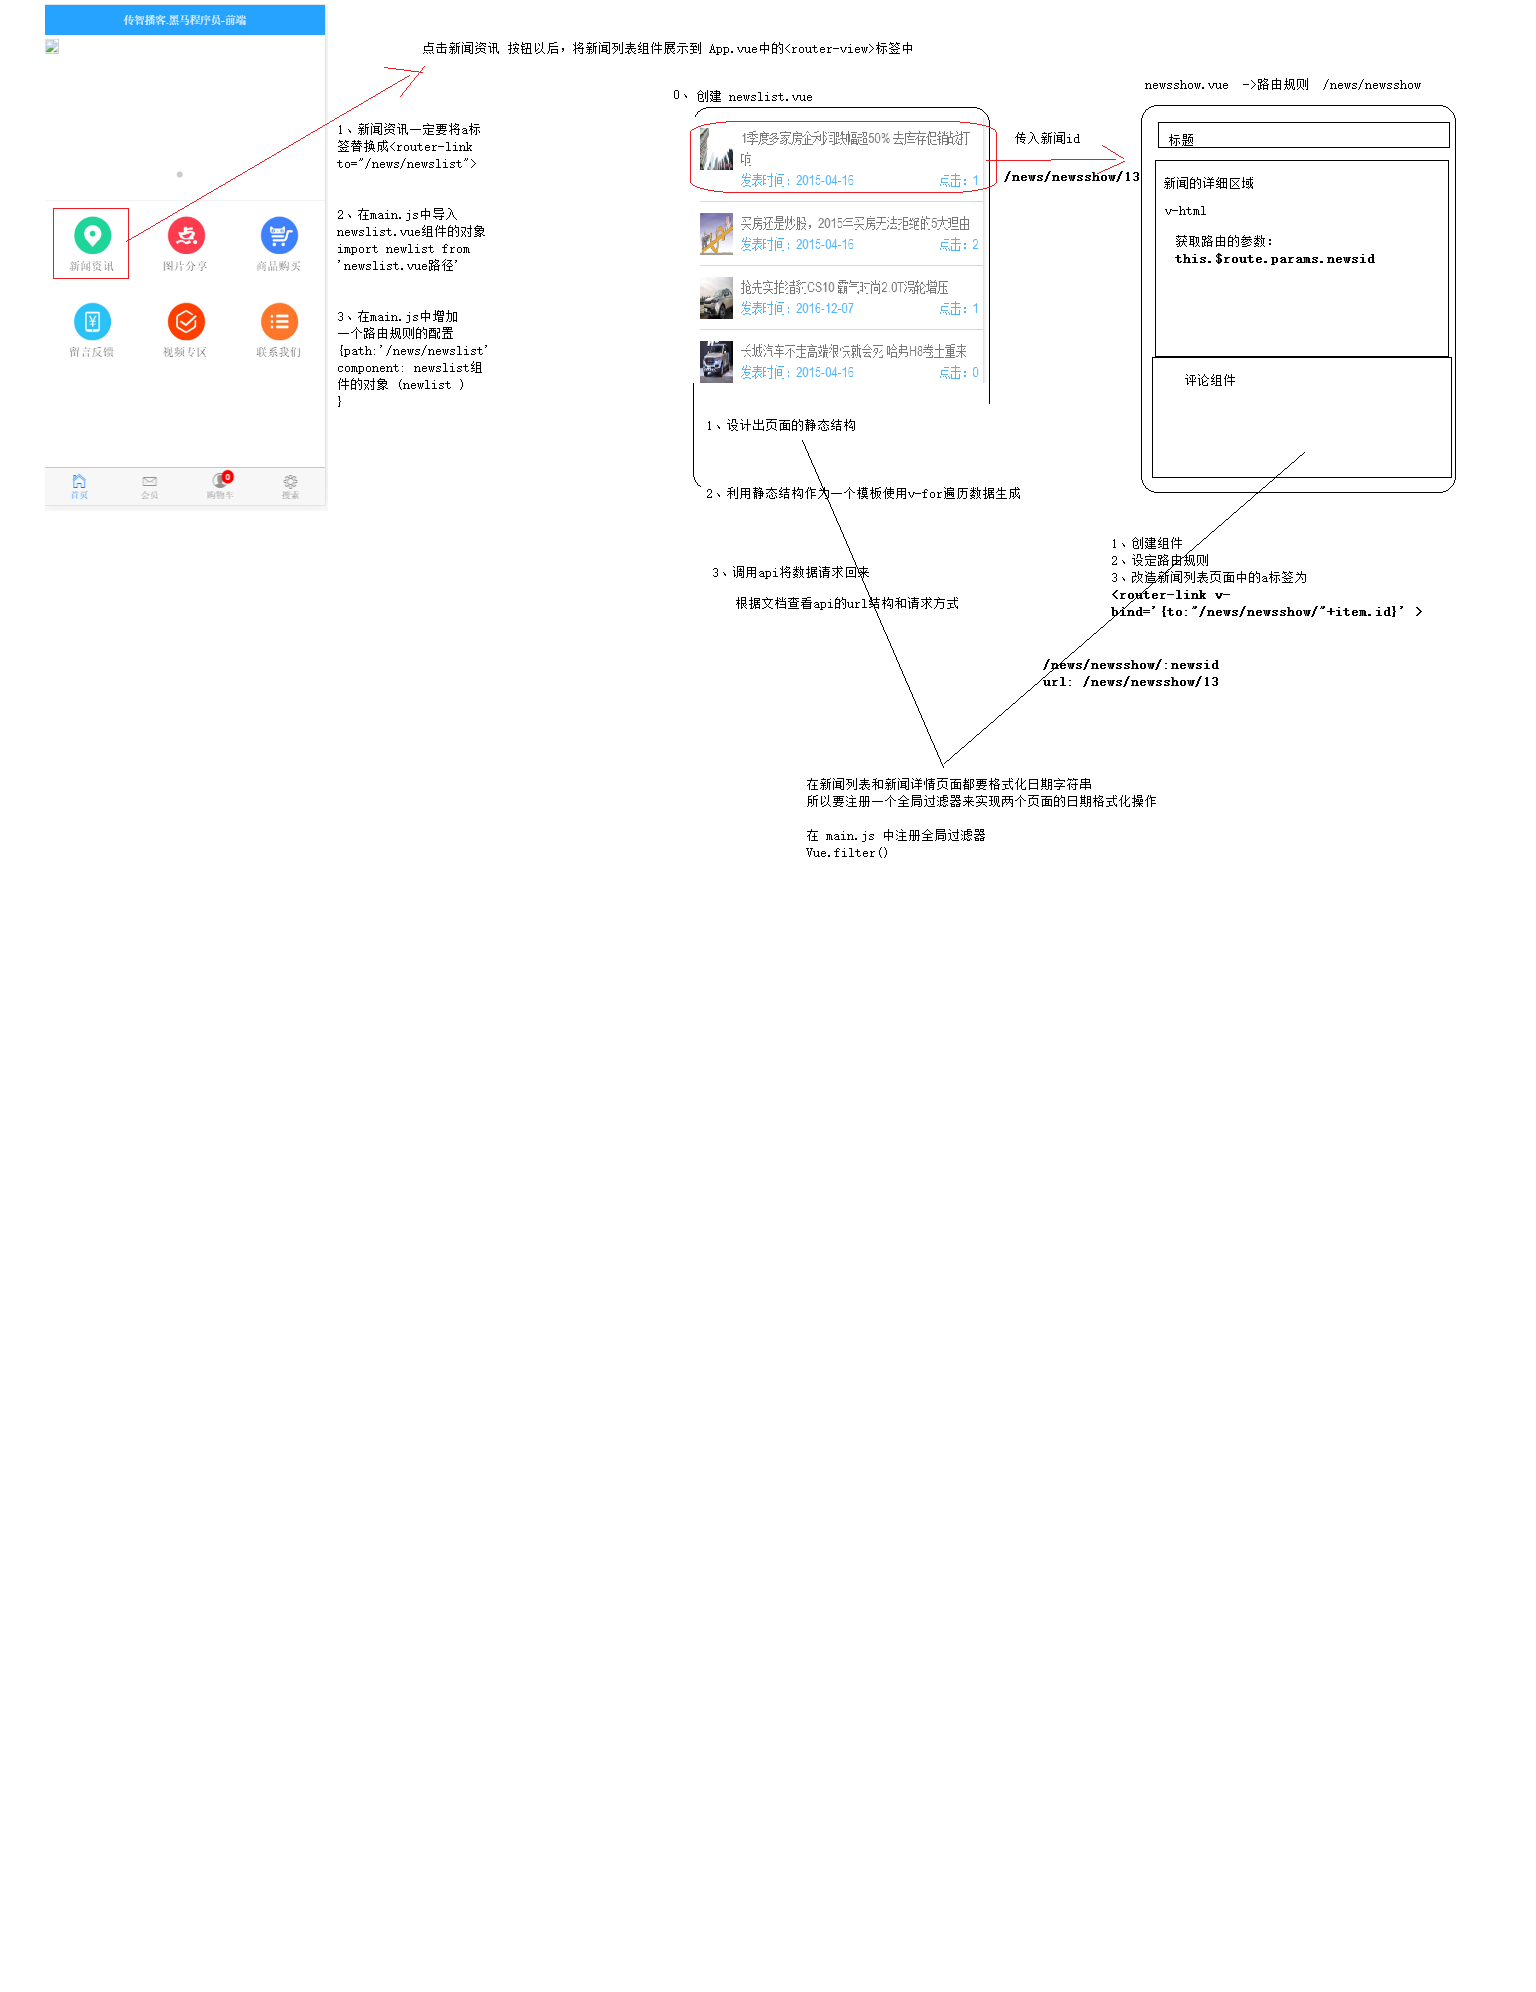 传智播客.黑马程序员-前端
新闻资讯
图片分享
商品购买
留言反馈
视频专区
联系我们
首页
会员
0
购物车
搜索
点击新闻资讯 按钮以后，将新闻列表组件展示到 App.vue中的<router-view>标签中
1、新闻资讯一定要将a标
签替换成<router-link
to="/news/newslist">
2、在main.js中导入
newslist.vue组件的对象
import newlist from
'newslist.vue路径'
3、在main.js中增加
一个路由规则的配置
{path:'/news/newslist'
component: newslist组
件的对象 (newlist )
}
0、创建 newslist.vue
1季度多家房企利润跌幅超50% 去库存促销战打
响
发表时间：2015-04-16 点击：1
买房还是炒股，2015年买房无法拒绝的5大理由
发表时间：2015-04-16 点击：2
抢先实拍猎豹CS10 霸气时尚2.0T涡轮增压
发表时间：2016-12-07 点击：1
长城汽车不走高端很快就会死 哈弗H8卷土重来
发表时间：2015-04-16 点击：0
1、设计出页面的静态结构
2、利用静态结构作为一个模板使用v-for遍历数据生成
3、调用api将数据请求回来
根据文档查看api的url结构和请求方式
传入新闻id
/news/newsshow/13
newsshow.vue ->路由规则 /news/newsshow
标题
新闻的详细区域
v-html
获取路由的参数：
this.$route.params.newsid
评论组件
1、创建组件
2、设定路由规则
3、改造新闻列表页面中的a标签为
<router-link v-
bind='{to:"/news/newsshow/"+item.id}' >
/news/newsshow/:newsid
url: /news/newsshow/13
在新闻列表和新闻详情页面都要格式化日期字符串
所以要注册一个全局过滤器来实现两个页面的日期格式化操作
在 main.js 中注册全局过滤器
Vue.filter()